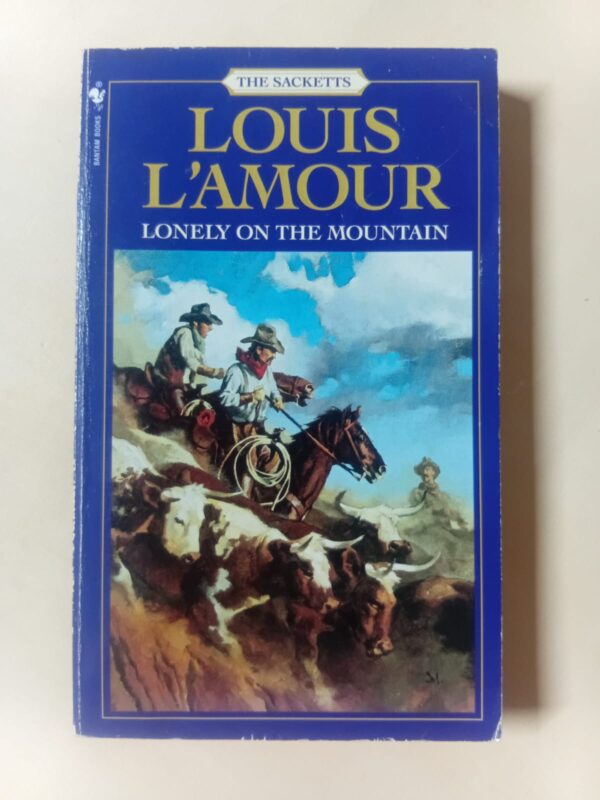 THE SACKETTS
BANTAM BOOKS®
LOUIS
L'AMOUR
LONELY ON THE MOUNTAIN